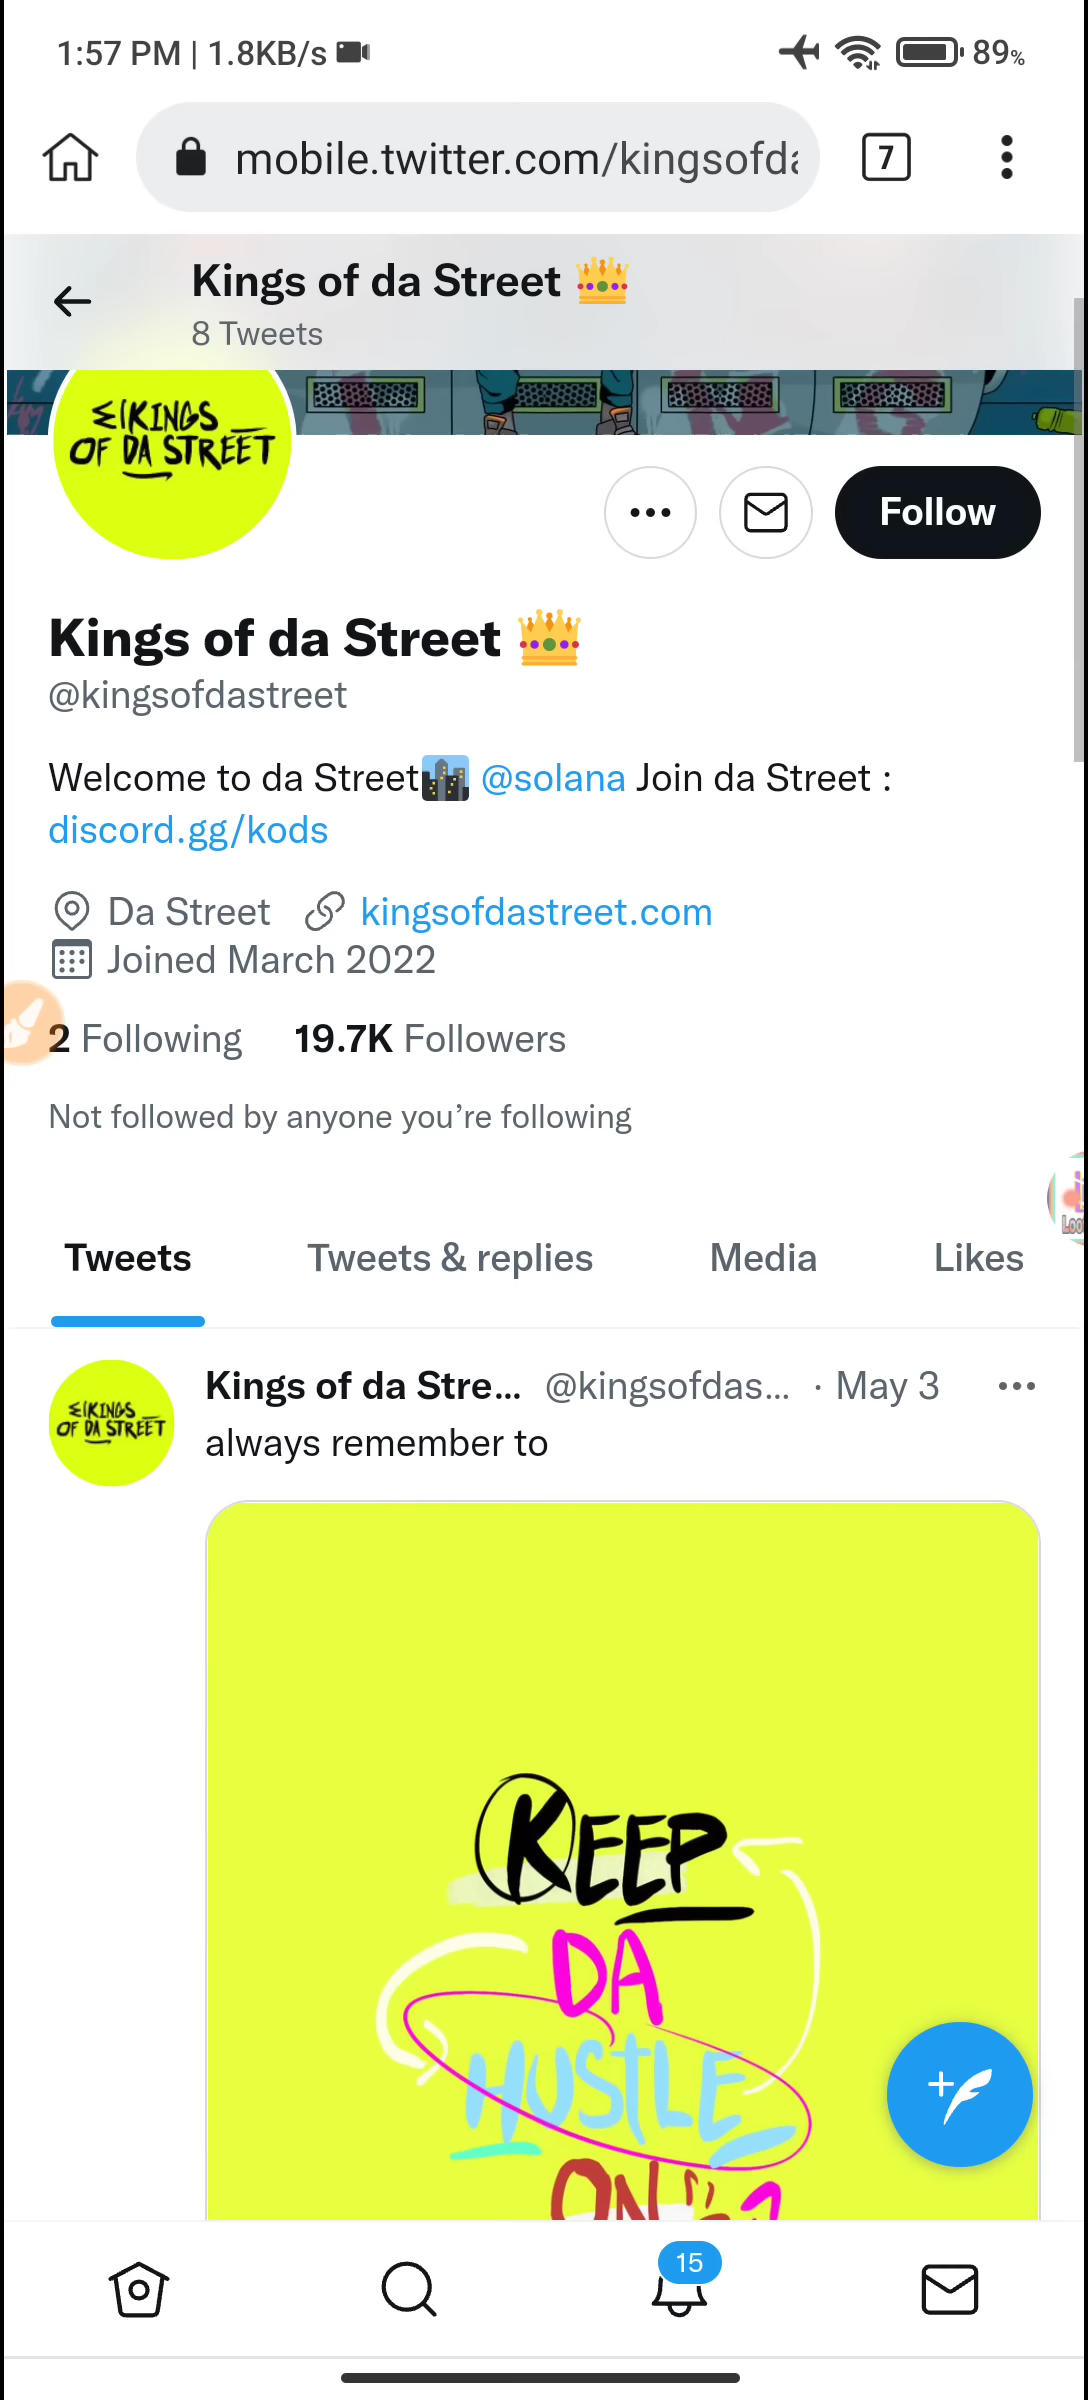 1:57 PM | 1.8KB/s 89%
mobile.twitter.com/kingsofda
7
Kings of da Street
8 Tweets
KINGS
OF DA STREET
Follow
Kings of da Street
@kingsofdastreet
Welcome to da Street @solana Join da Street :
discord.gg/kods
Da Street kingsofdastreet.com
Joined March 2022
2 Following 19.7K Followers
Not followed by anyone you’re following
Tweets Tweets & replies Media Likes
Kings of da Stre... @kingsofdas... · May 3
KINGS
OF DA STREET
always remember to
KEEP
DA
HUSTLE
ON
15